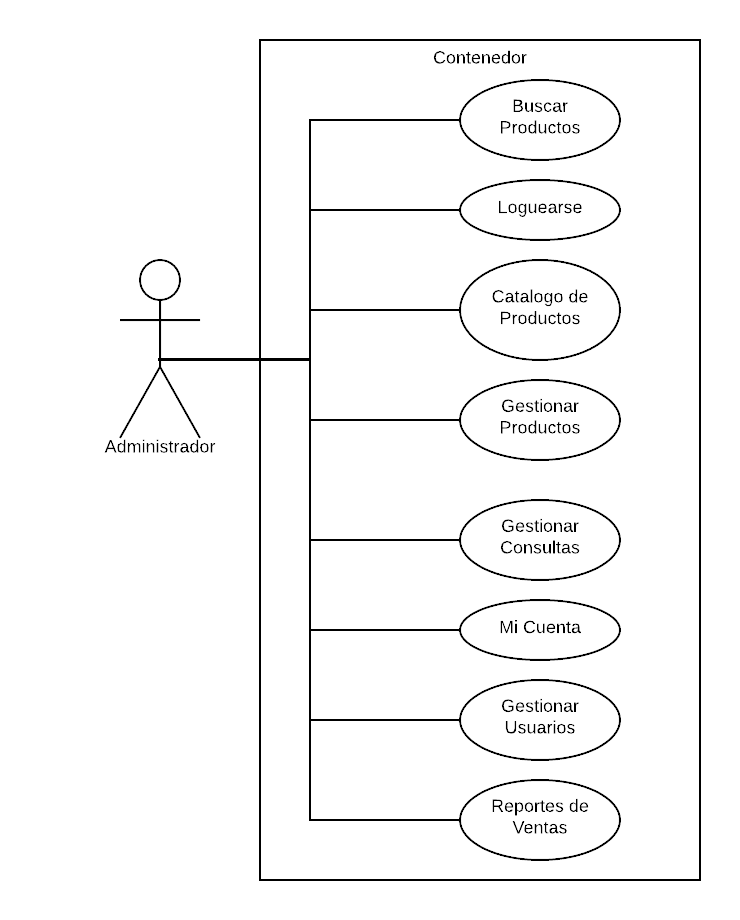 Contenedor
Buscar
Productos
Loguearse
Catalogo de
Productos
Gestionar
Productos
Administrador
Gestionar
Consultas
Mi Cuenta
Gestionar
Usuarios
Reportes de
Ventas